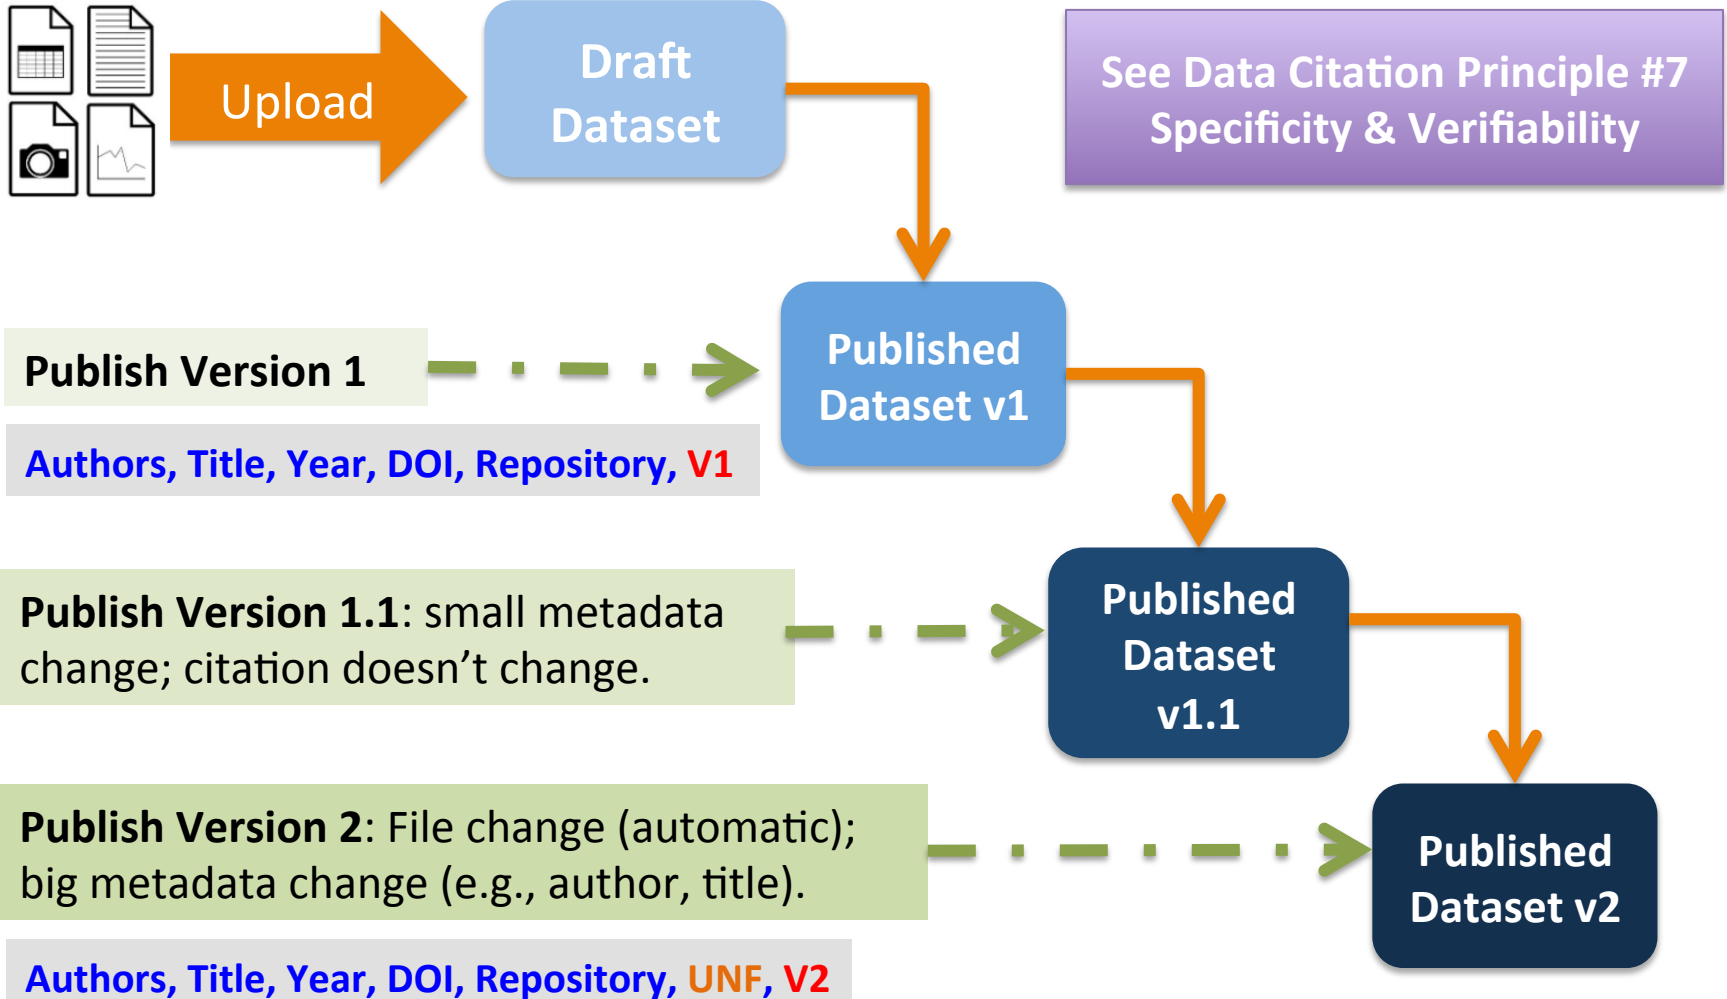 Upload
Draft
Dataset
See Data Citation Principle #7
Specificity & Verifiability
Publish Version 1
Published
Dataset v1
Authors, Title, Year, DOI, Repository, V1
Publish Version 1.1: small metadata
change; citation doesn’t change.
Published
Dataset
v1.1
Publish Version 2: File change (automatic);
big metadata change (e.g., author, title).
Published
Dataset v2
Authors, Title, Year, DOI, Repository, UNF, V2